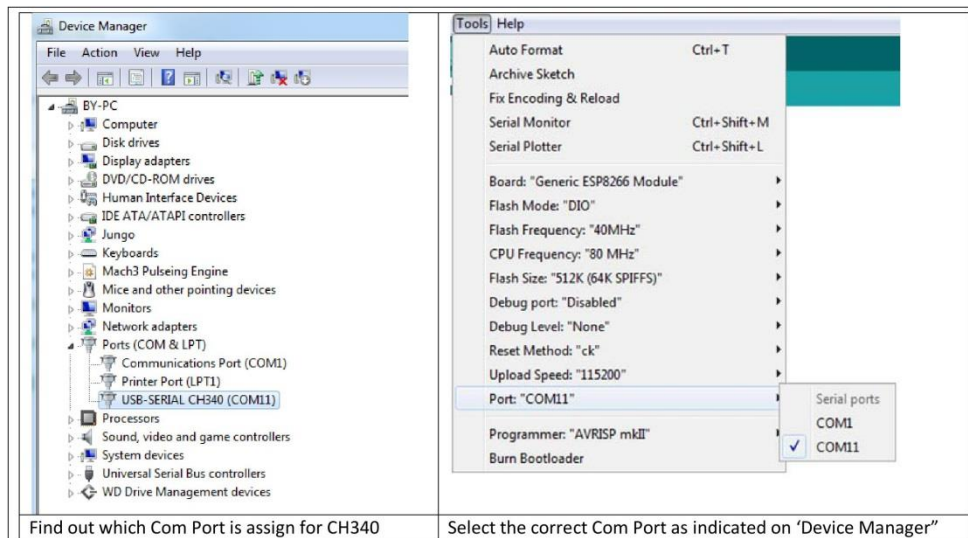 Device Manager
File Action View Help
BY-PC
Computer
Disk drives
Display adapters
DVD/CD-ROM drives
Human Interface Devices
IDE ATA/ATAPI controllers
Jungo
Keyboards
Mach3 Pulseing Engine
Mice and other pointing devices
Monitors
Network adapters
Ports (COM & LPT)
Communications Port (COM1)
Printer Port (LPT1)
USB-SERIAL CH340 (COM11)
Processors
Sound, video and game controllers
System devices
Universal Serial Bus controllers
WD Drive Management devices
Find out which Com Port is assign for CH340
Tools Help
Auto Format Ctrl+T
Archive Sketch
Fix Encoding & Reload
Serial Monitor Ctrl+Shift+M
Serial Plotter Ctrl+Shift+L
Board: "Generic ESP8266 Module"
Flash Mode: "DIO"
Flash Frequency: "40MHz"
CPU Frequency: "80 MHz"
Flash Size: "512K (64K SPIFFS)"
Debug port: "Disabled"
Debug Level: "None"
Reset Method: "ck"
Upload Speed: "115200"
Port: "COM11"
Serial ports
COM1
COM11
Programmer: "AVRISP mkII"
Burn Bootloader
Select the correct Com Port as indicated on ‘Device Manager”